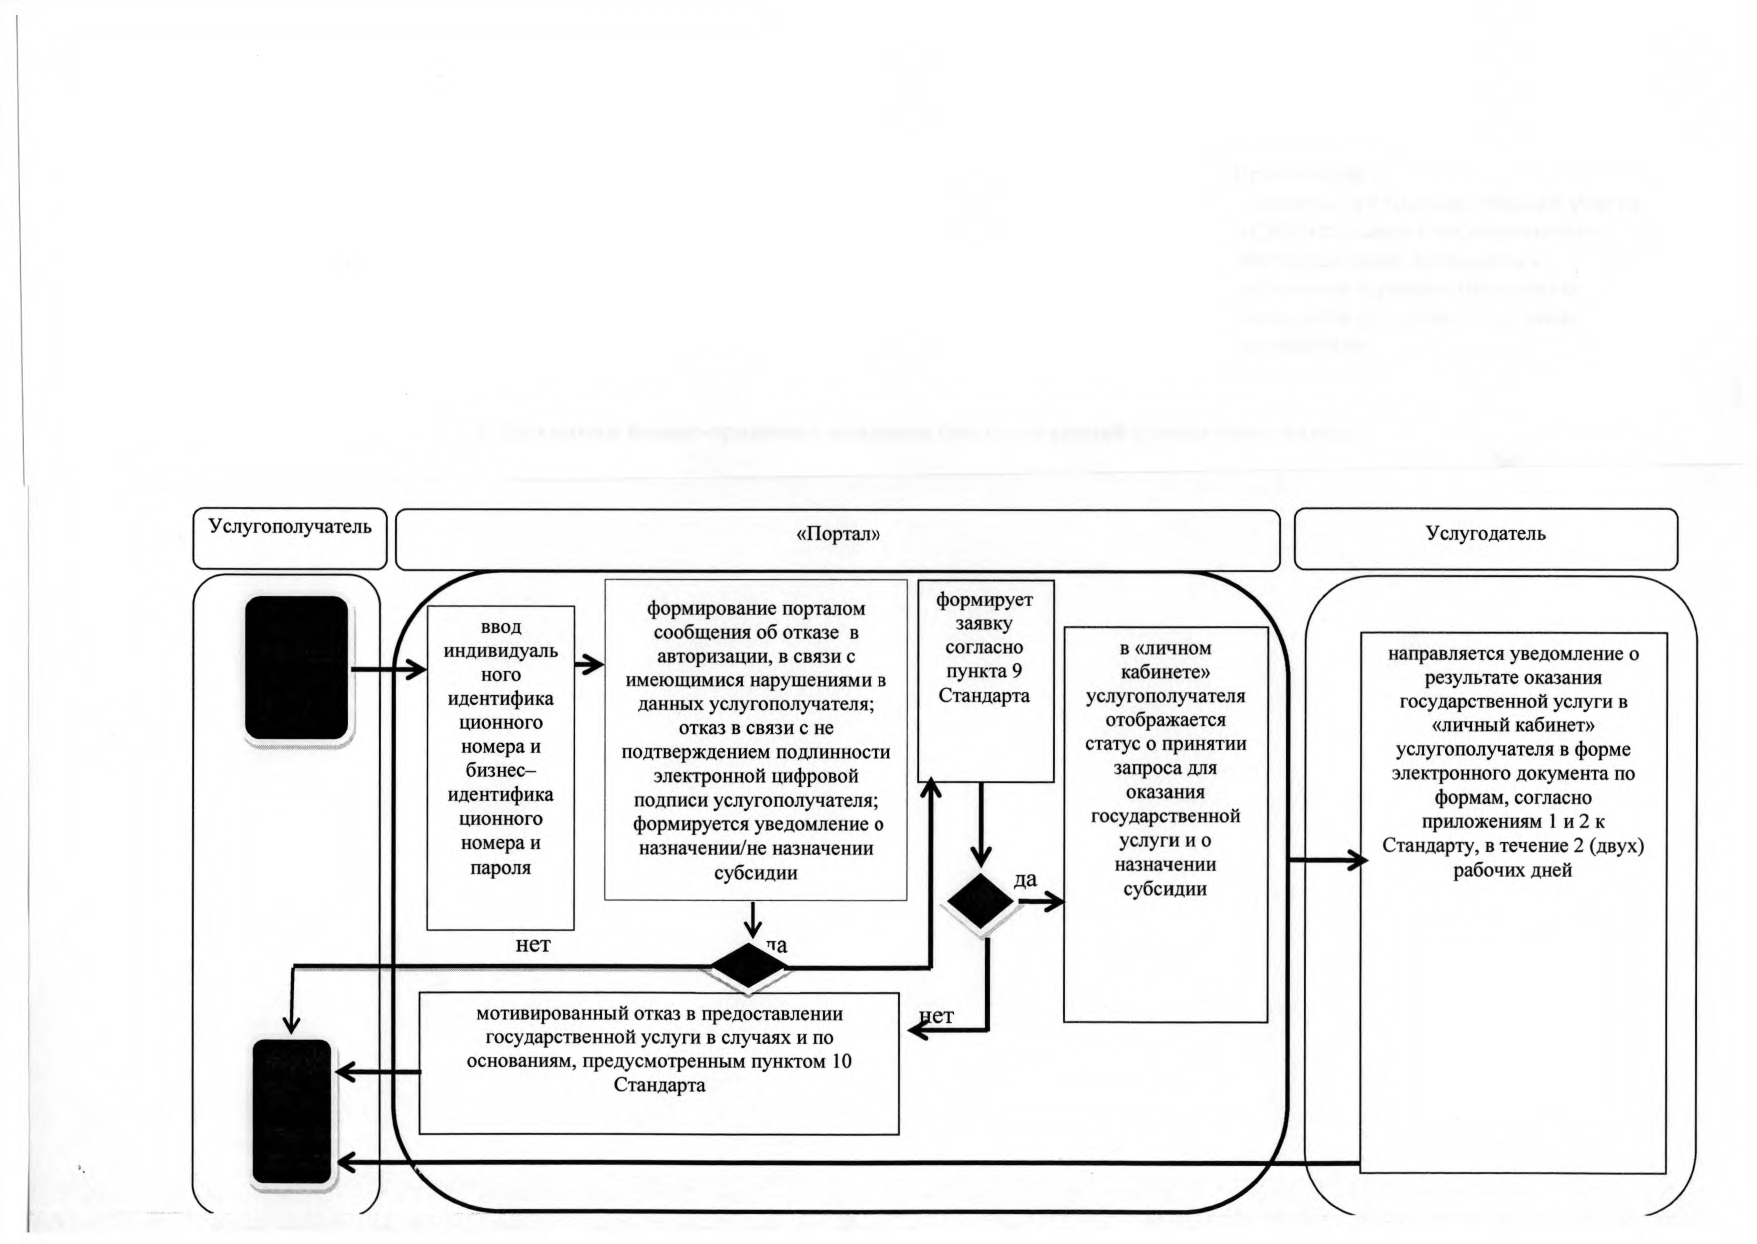 Услугополучатель
«Портал»
Услугодатель
ввод
индивидуаль
ного
идентифика
ционного
номера и
бизнес–
идентифика
ционного
номера и
пароля
формирование порталом
сообщения об отказе в
авторизации, в связи с
имеющимися нарушениями в
данных услугополучателя;
отказ в связи с не
подтверждением подлинности
электронной цифровой
подписи услугополучателя;
формируется уведомление о
назначении/не назначении
субсидии
формирует
заявку
согласно
пункта 9
Стандарта
в «личном
кабинете»
услугополучателя
отображается
статус о принятии
запроса для
оказания
государственной
услуги и о
назначении
субсидии
направляется уведомление о
результате оказания
государственной услуги в
«личный кабинет»
услугополучателя в форме
электронного документа по
формам, согласно
приложениям 1 и 2 к
Стандарту, в течение 2 (двух)
рабочих дней
да
нет
да
нет
мотивированный отказ в предоставлении
государственной услуги в случаях и по
основаниям, предусмотренным пунктом 10
Стандарта